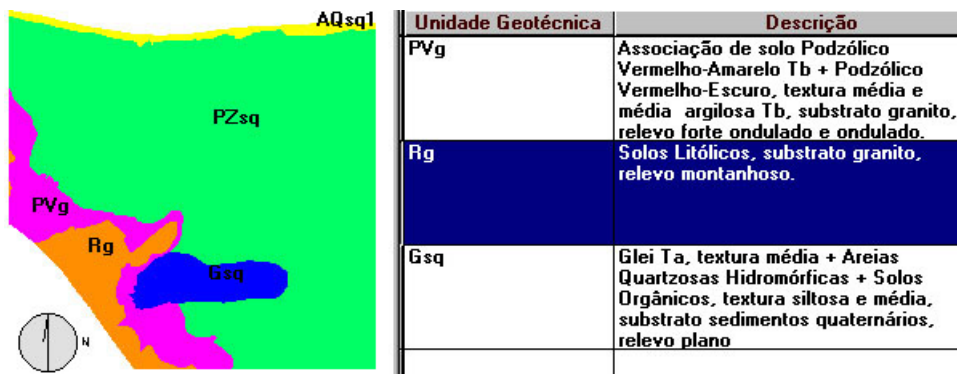 AQsq1
PZsq
PVg
Rg
Gsq
N
Unidade Geotécnica Descrição
PVg Associação de solo Podzólico
Vermelho-Amarelo Tb + Podzólico
Vermelho-Escuro, textura média e
média argilosa Tb, substrato granito,
relevo forte ondulado e ondulado.
Rg Solos Litólicos, substrato granito,
relevo montanhoso.
Gsq Glei Ta, textura média + Areias
Quartzosas Hidromórficas + Solos
Orgânicos, textura siltosa e média,
substrato sedimentos quaternários,
relevo plano